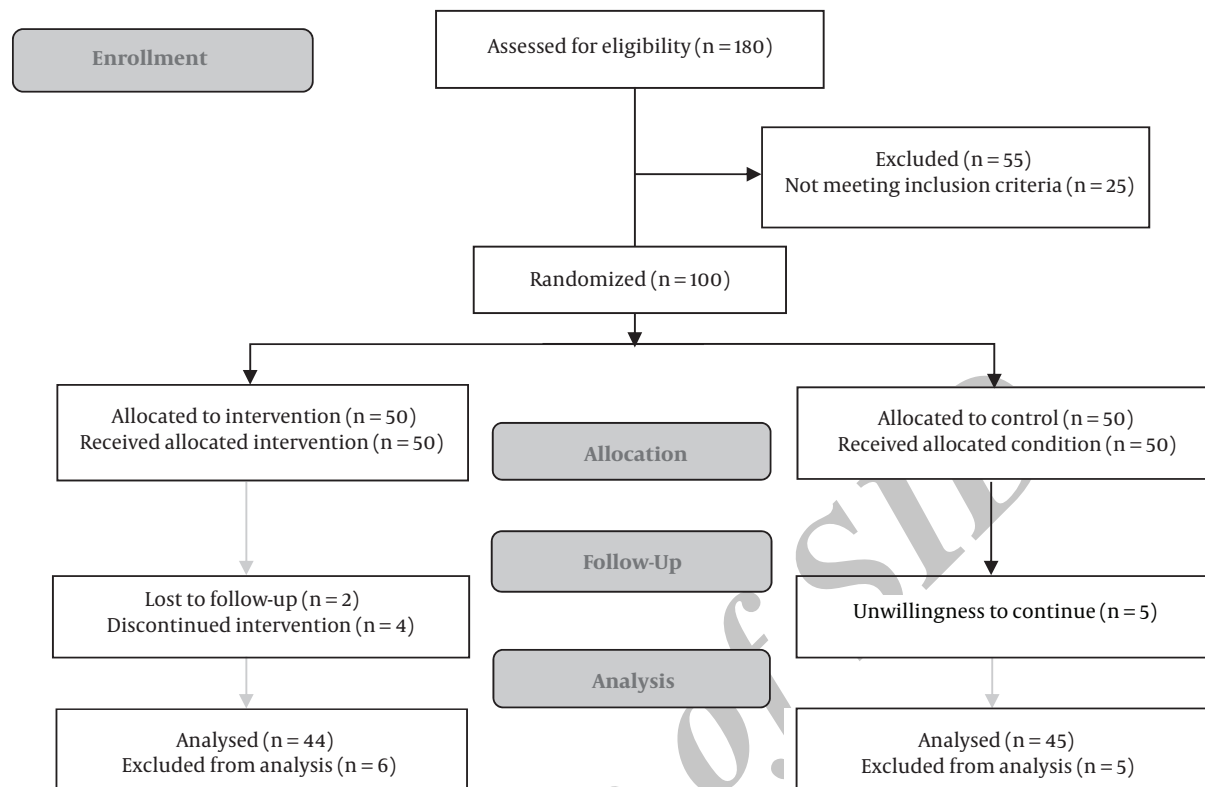 Enrollment
Assessed for eligibility (n = 180)
Excluded (n = 55)
Not meeting inclusion criteria (n = 25)
Randomized (n = 100)
Allocated to intervention (n = 50)
Received allocated intervention (n = 50)
Allocation
Allocated to control (n = 50)
Received allocated condition (n = 50)
Follow-Up
Lost to follow-up (n = 2)
Discontinued intervention (n = 4)
Unwillingness to continue (n = 5)
Analysis
Analysed (n = 44)
Excluded from analysis (n = 6)
Analysed (n = 45)
Excluded from analysis (n = 5)
of SID